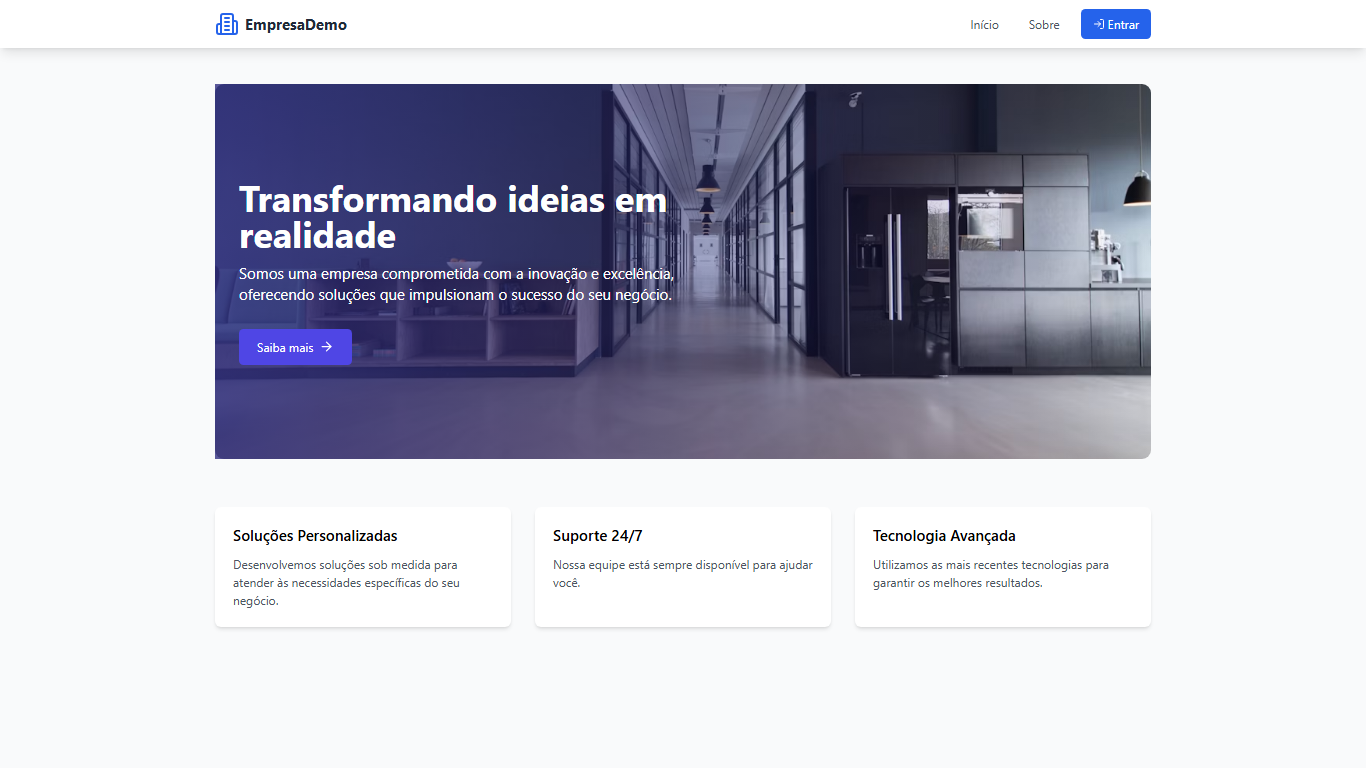 EmpresaDemo
Início
Sobre
Entrar
Transformando ideias em
realidade
Somos uma empresa comprometida com a inovação e excelência,
oferecendo soluções que impulsionam o sucesso do seu negócio.
Saiba mais
Soluções Personalizadas
Desenvolvemos soluções sob medida para
atender às necessidades específicas do seu
negócio.
Suporte 24/7
Nossa equipe está sempre disponível para ajudar
você.
Tecnologia Avançada
Utilizamos as mais recentes tecnologias para
garantir os melhores resultados.